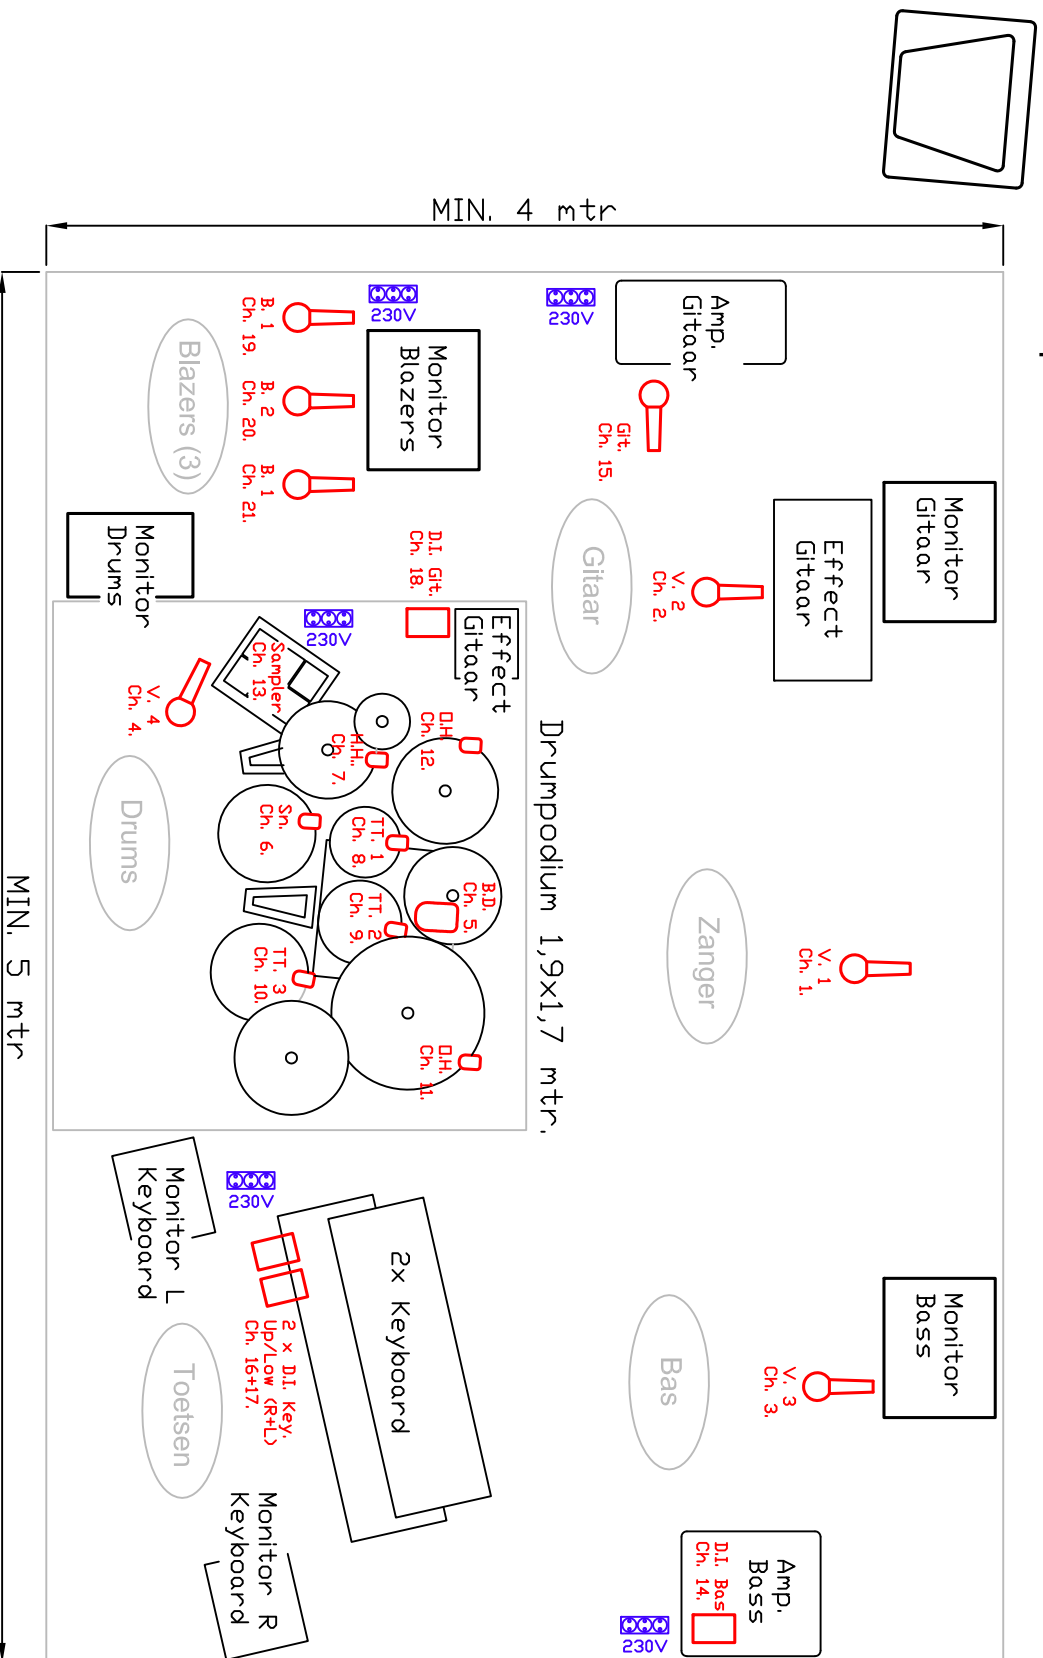 MIN. 4 mtr
MIN. 5 mtr
230V
230V
Amp.
Gitaar
Monitor
Blazers
B. 1
Ch. 19.
B. 2
Ch. 20.
B. 1
Ch. 21.
Blazers (3)
Git.
Ch. 15.
Monitor
Gitaar
Effect
Gitaar
V. 2
Ch. 2.
Gitaar
Monitor
Drums
D.I. Git.
Ch. 18.
Effect
Gitaar
230V
Sampler
Ch. 13.
V. 4
Ch. 4.
Drums
H.H.
Ch. 7.
O.H.
Ch. 12.
Sn.
Ch. 6.
TT. 1
Ch. 8.
B.D.
Ch. 5.
TT. 2
Ch. 9.
TT. 3
Ch. 10.
O.H.
Ch. 11.
Drumpodium 1,9x1,7 mtr.
Zanger
V. 1
Ch. 1.
Monitor L
Keyboard
230V
2x Keyboard
2 x D.I. Key.
Up/Low (R+L)
Ch. 16+17.
Toetsen
Monitor R
Keyboard
Bas
V. 3
Ch. 3.
Monitor
Bass
Amp.
Bass
D.I. Bas
Ch. 14.
230V